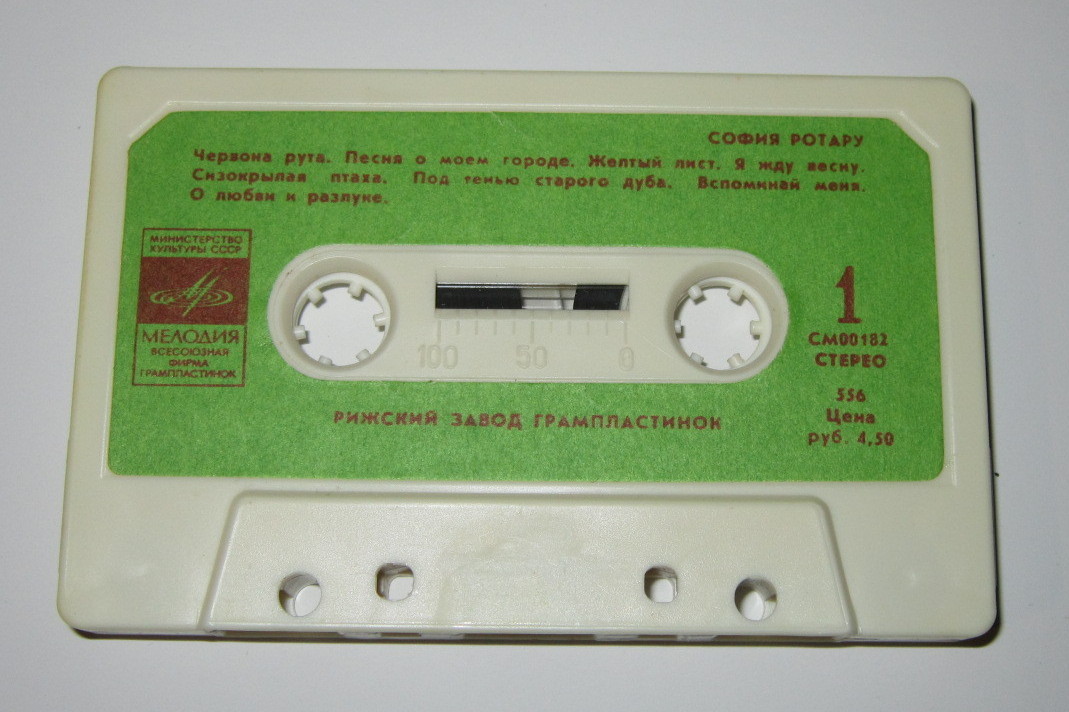 СОФИЯ РОТАРУ
Червона рута. Песня о моем городе. Желтый лист. Я жду весну.
Сизокрылая птаха. Под тенью старого дуба. Вспоминай меня.
О любви и разлуке.
МИНИСТЕРСТВО
КУЛЬТУРЫ СССР
МЕЛОДИЯ
ВСЕСОЮЗНАЯ
ФИРМА
ГРАМПЛАСТИНОК
1
СМ00182
СТЕРЕО
100 50 0
556
Цена
руб. 4,50
РИЖСКИЙ ЗАВОД ГРАМПЛАСТИНОК